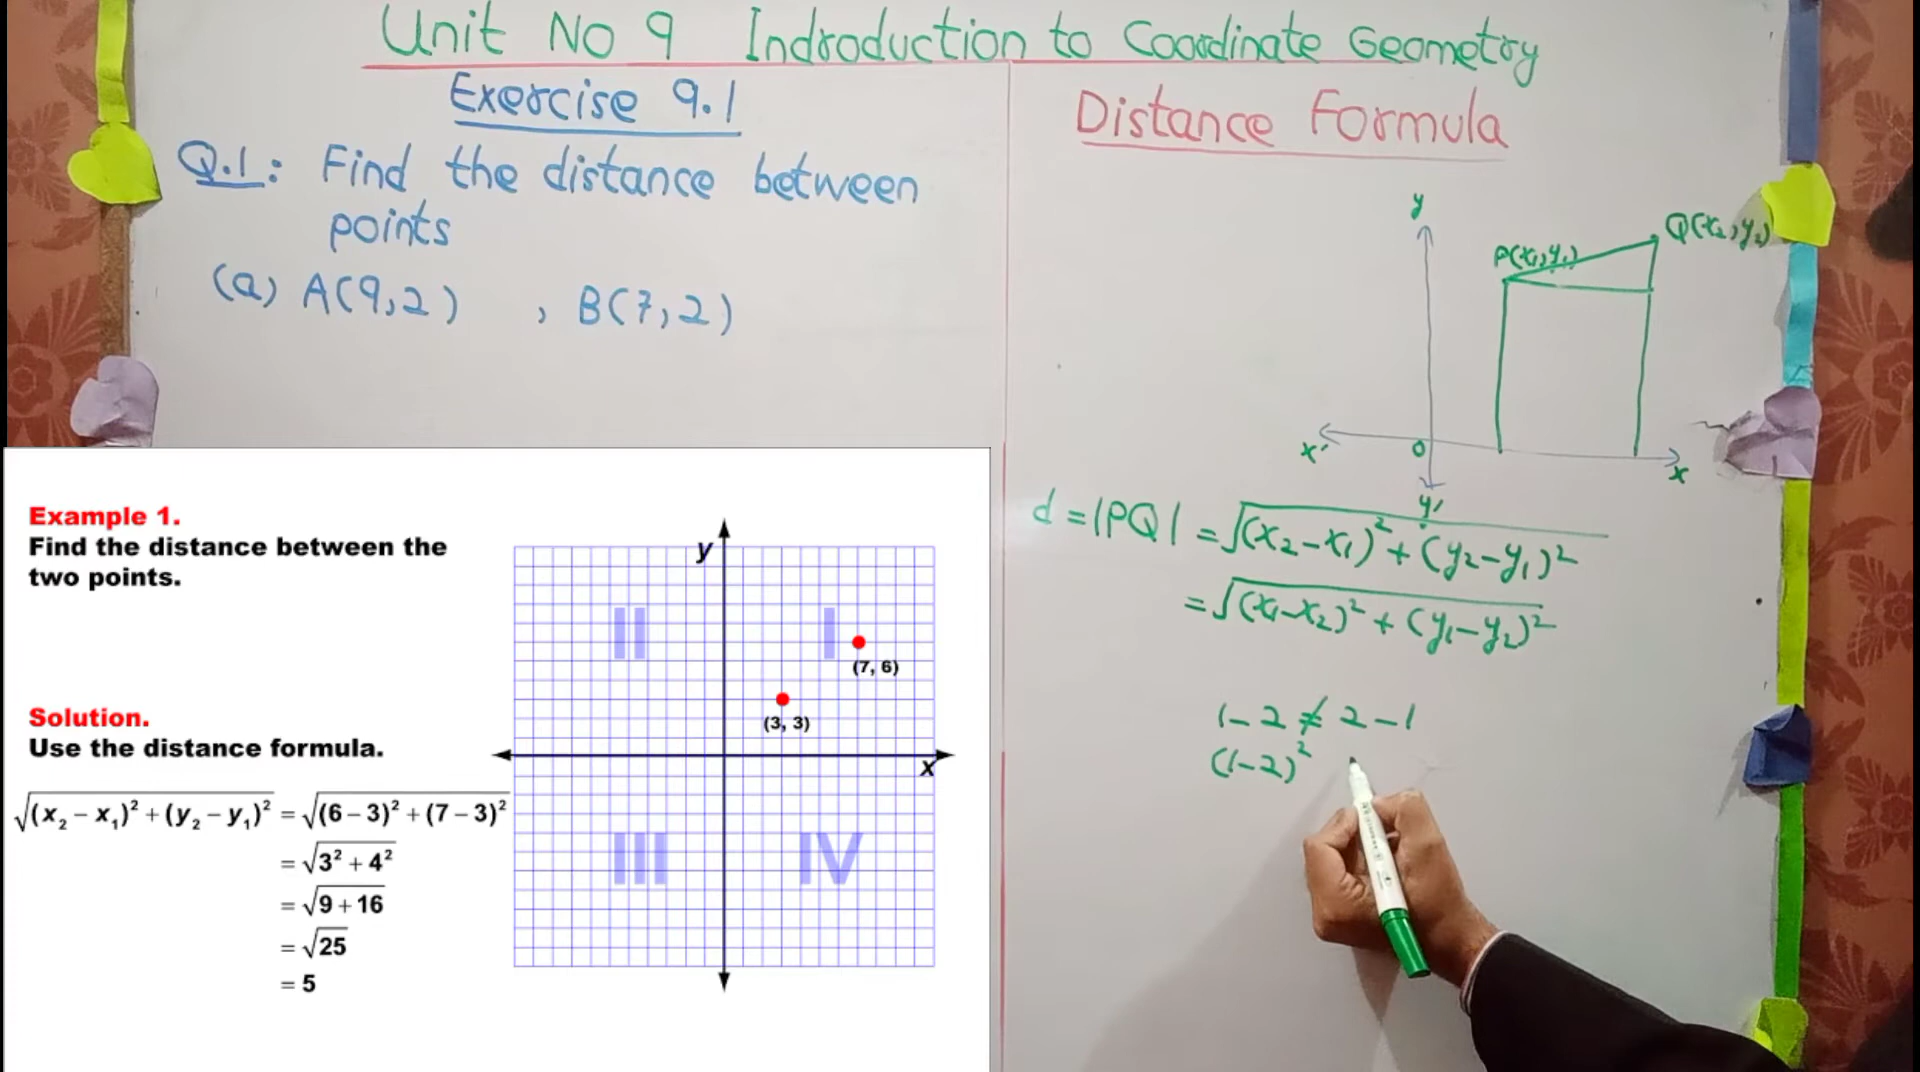 Unit No 9 Indroduction to Coordinate Geometry
Exercise 9.1
Q.1: Find the distance between
points
(a) A(9,2) , B(7,2)
Distance Formula
y
P(x₁,y₁)
Q(x₂,y₂)
x'
0
x
y'
d = |PQ| = √(x₂-x₁)² + (y₂-y₁)²
= √(x₁-x₂)² + (y₁-y₂)²
1-2 ≠ 2-1
(1-2)²
Example 1.
Find the distance between the
two points.
Solution.
Use the distance formula.
√(x₂ − x₁)² + (y₂ − y₁)² = √(6 − 3)² + (7 − 3)²
= √3² + 4²
= √9 + 16
= √25
= 5
y
II
I
(7, 6)
(3, 3)
x
III
IV